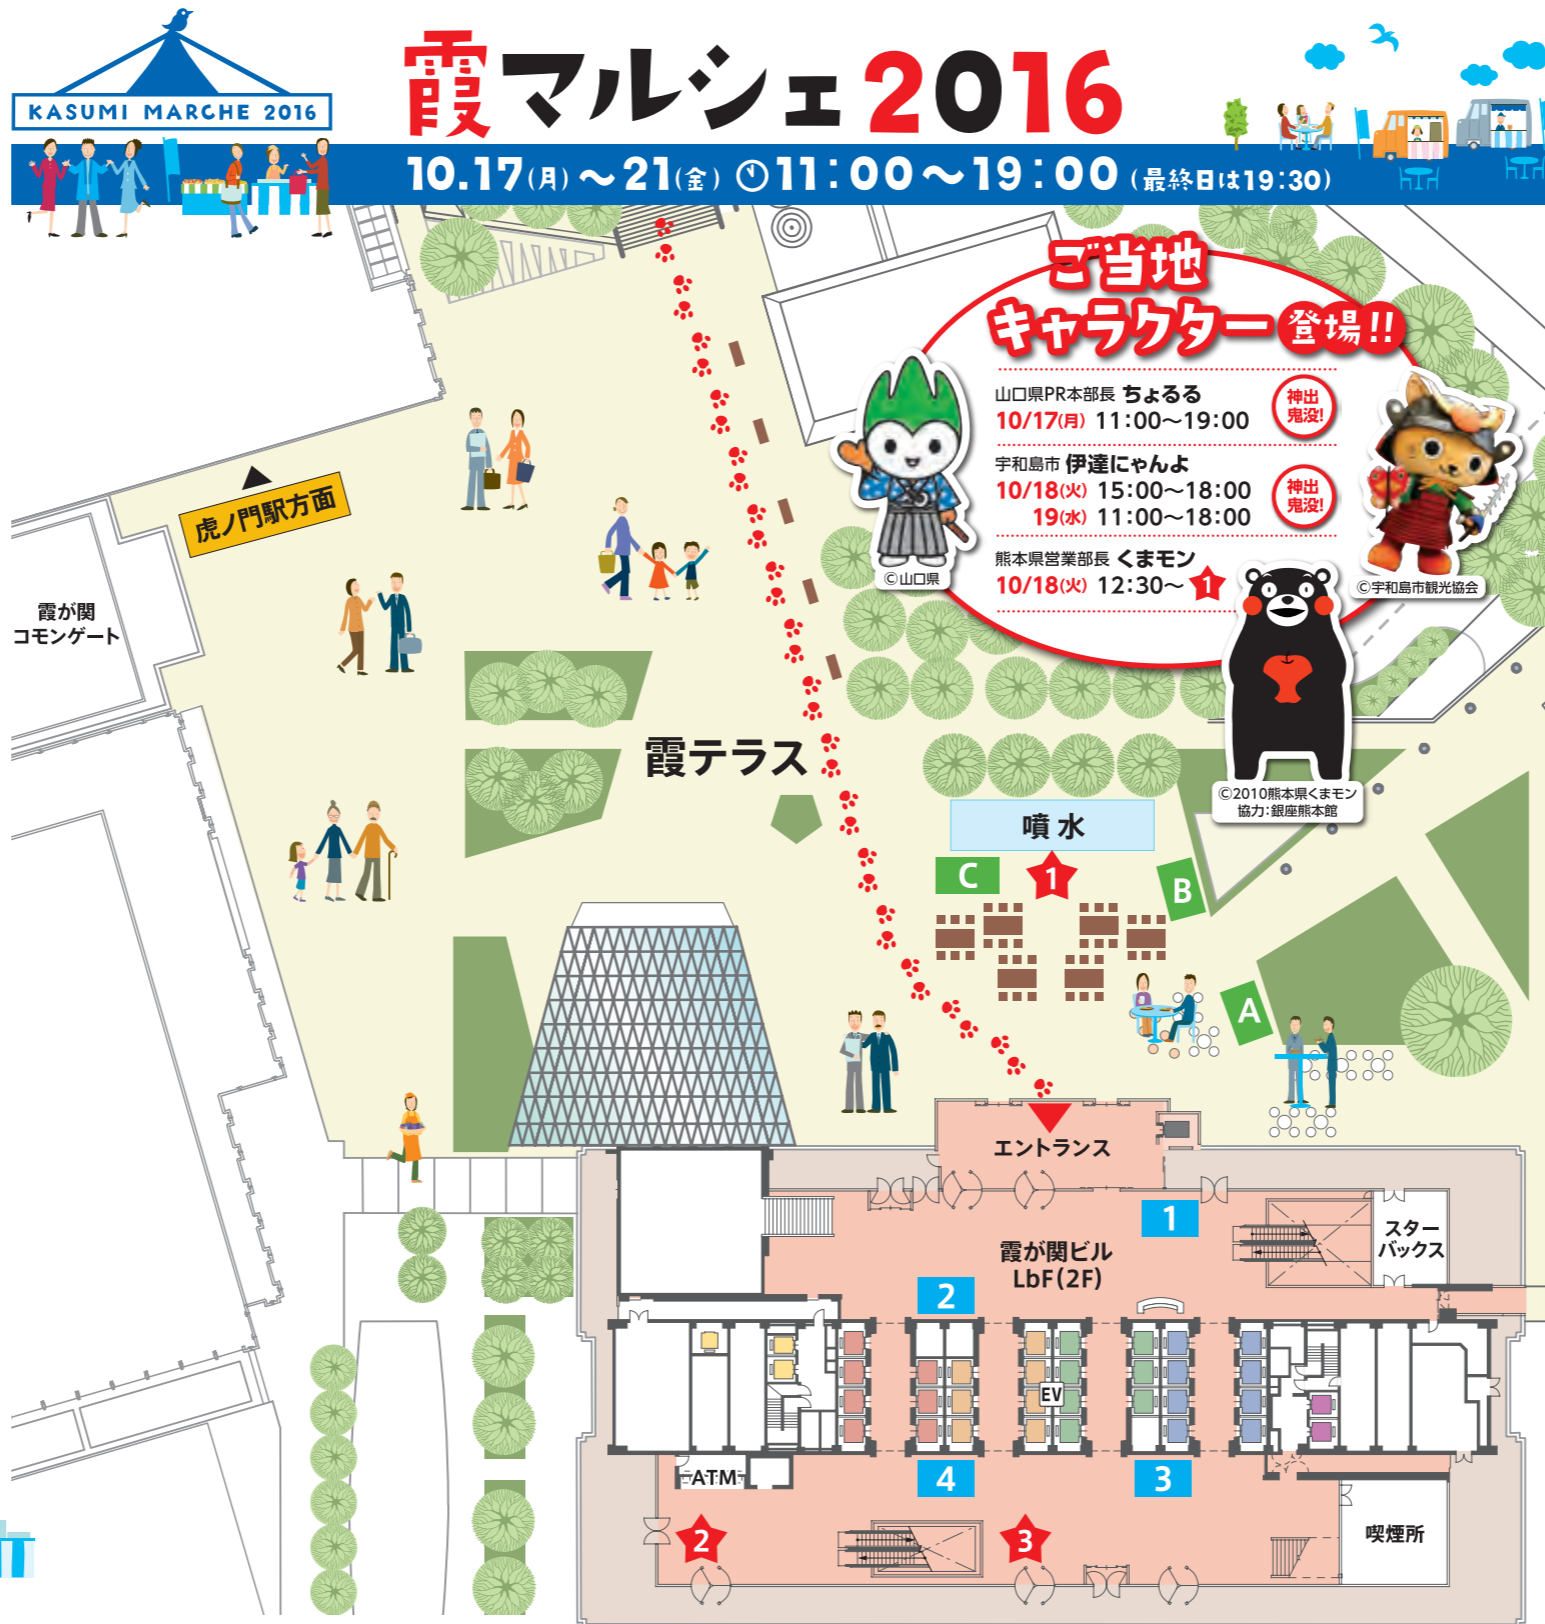 KASUMI MARCHE 2016
霞マルシェ2016
10.17(月)～21(金) 11:00～19:00(最終日は19:30)
ご当地
キャラクター登場!!
山口県PR本部長 ちょるる
10/17(月) 11:00～19:00
神出
鬼没!
宇和島市 伊達にゃんよ
10/18(火) 15:00～18:00
19(水) 11:00～18:00
神出
鬼没!
熊本県営業部長 くまモン
10/18(火) 12:30～ 1
©山口県
©宇和島市観光協会
©2010熊本県くまモン
協力:銀座熊本館
虎ノ門駅方面
霞が関
コモンゲート
霞テラス
噴水
C
1
B
A
エントランス
1
スター
バックス
霞が関ビル
LbF(2F)
2
EV
ATM
4
3
2
3
喫煙所